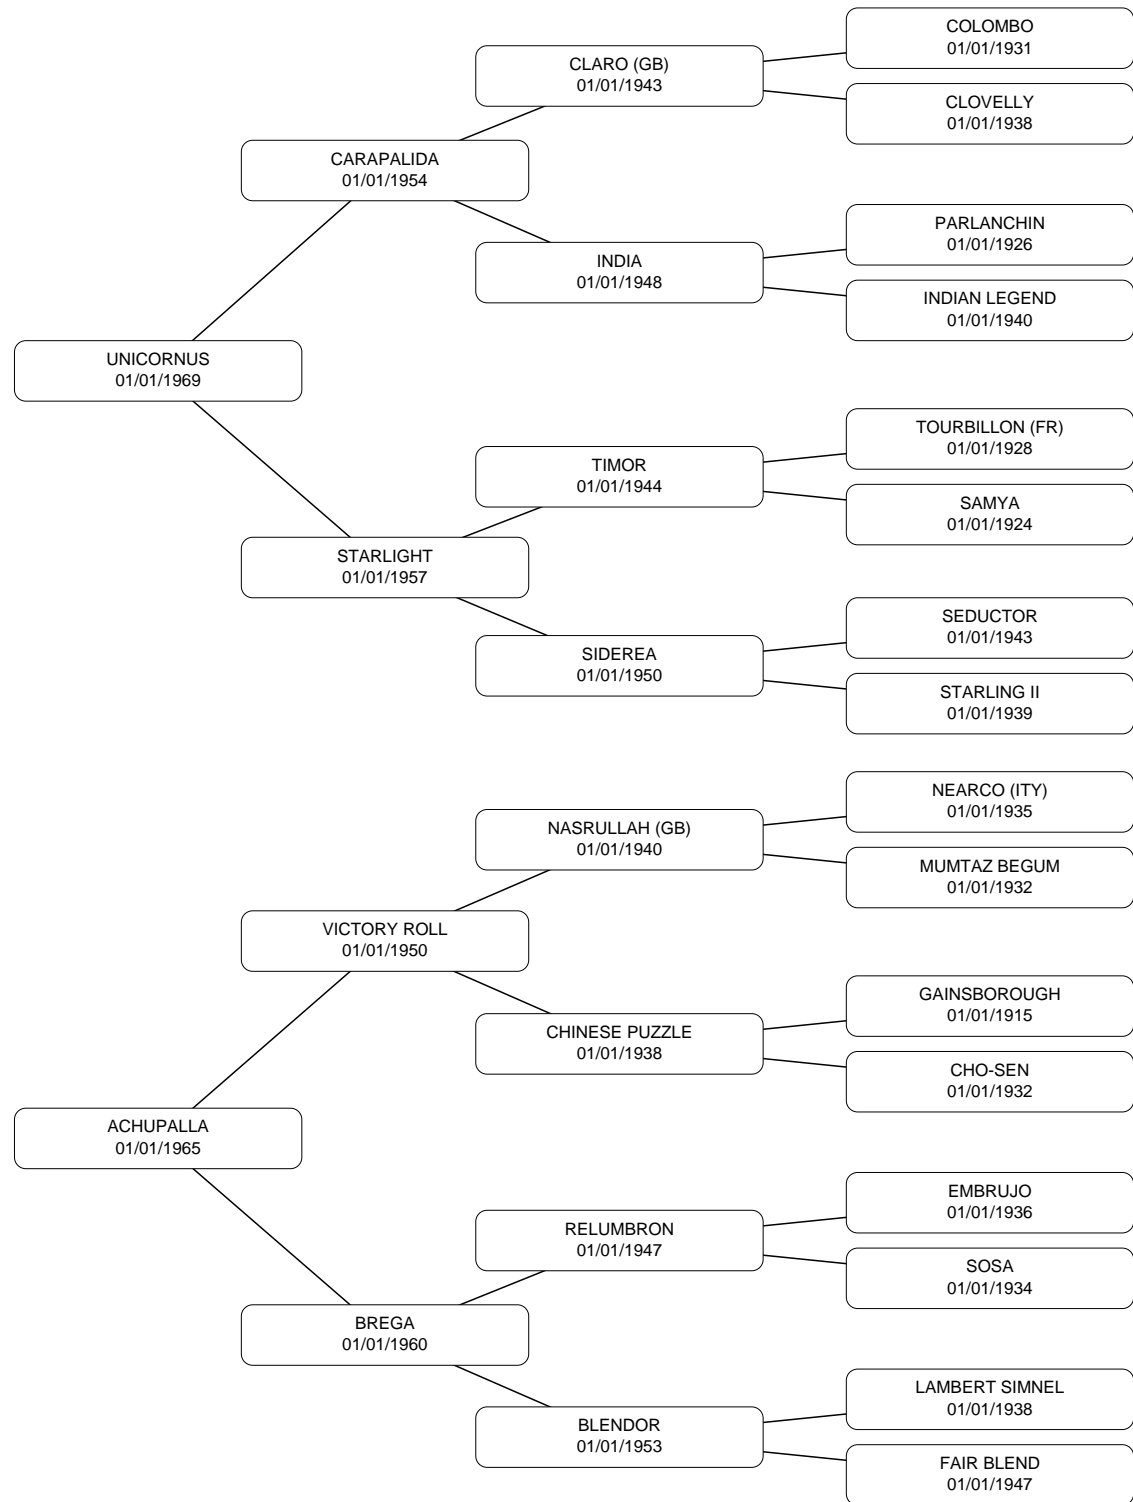 COLOMBO
01/01/1931
CLARO (GB)
01/01/1943
CLOVELLY
01/01/1938
CARAPALIDA
01/01/1954
PARLANCHIN
01/01/1926
INDIA
01/01/1948
INDIAN LEGEND
01/01/1940
UNICORNUS
01/01/1969
TOURBILLON (FR)
01/01/1928
TIMOR
01/01/1944
SAMYA
01/01/1924
STARLIGHT
01/01/1957
SEDUCTOR
01/01/1943
SIDEREA
01/01/1950
STARLING II
01/01/1939
NEARCO (ITY)
01/01/1935
NASRULLAH (GB)
01/01/1940
MUMTAZ BEGUM
01/01/1932
VICTORY ROLL
01/01/1950
GAINSBOROUGH
01/01/1915
CHINESE PUZZLE
01/01/1938
CHO-SEN
01/01/1932
ACHUPALLA
01/01/1965
EMBRUJO
01/01/1936
RELUMBRON
01/01/1947
SOSA
01/01/1934
BREGA
01/01/1960
LAMBERT SIMNEL
01/01/1938
BLENDOR
01/01/1953
FAIR BLEND
01/01/1947